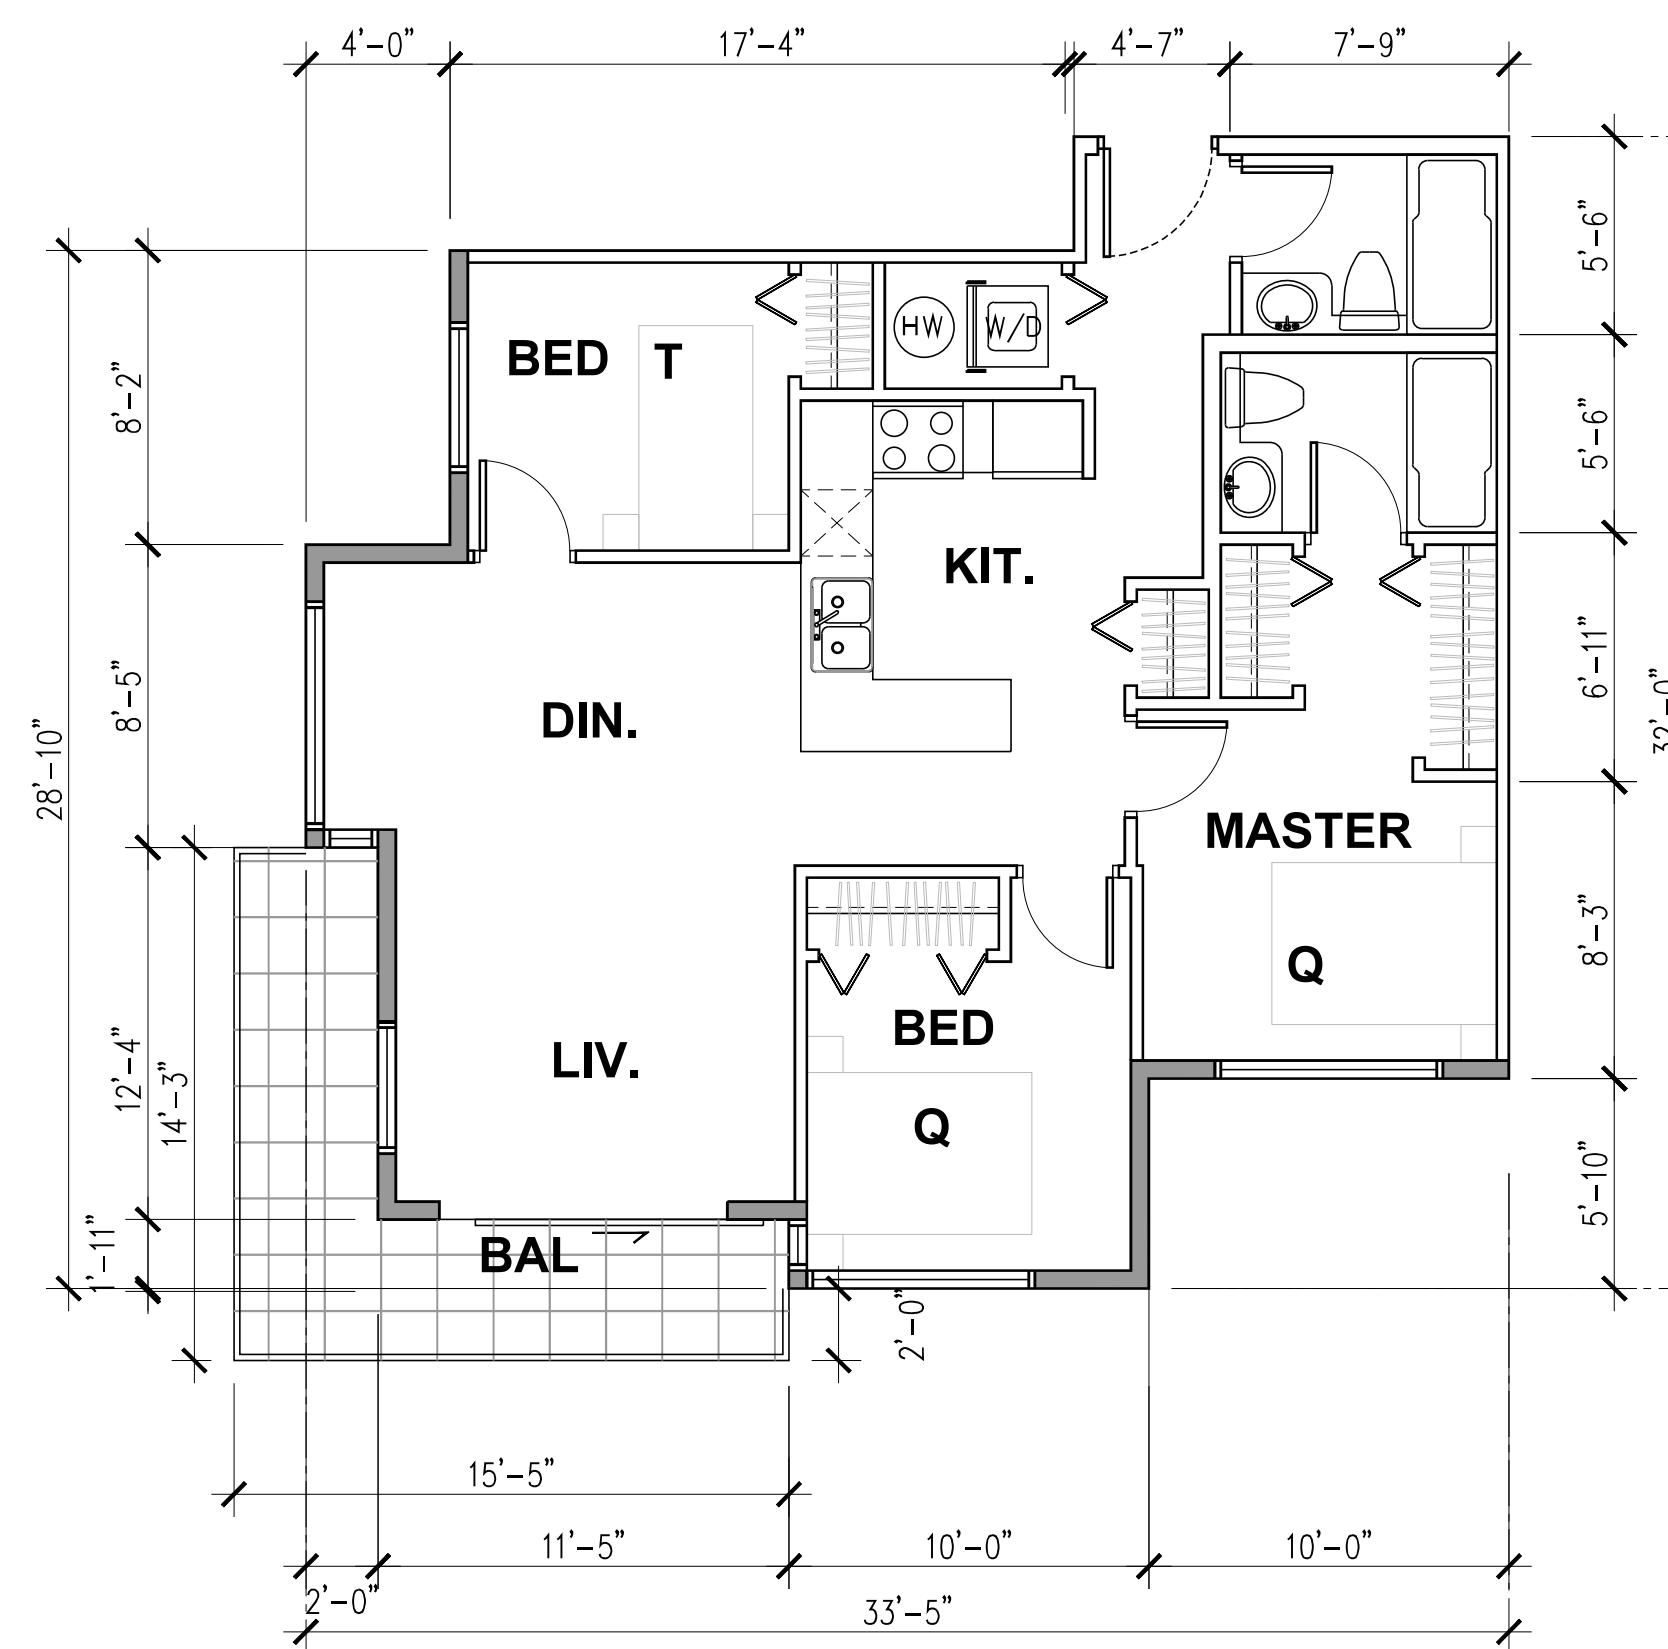 4'-0" 17'-4" 4'-7" 7'-9"
5'-6"
HW W/D
BED T
8'-2"
5'-6"
KIT.
8'-5"
6'-11"
32'-0"
DIN.
28'-10"
MASTER
8'-3"
Q
BED
LIV.
12'-4"
14'-3"
Q
5'-10"
1'-11"
BAL
2'-0"
15'-5"
11'-5" 10'-0" 10'-0"
2'-0"
33'-5"